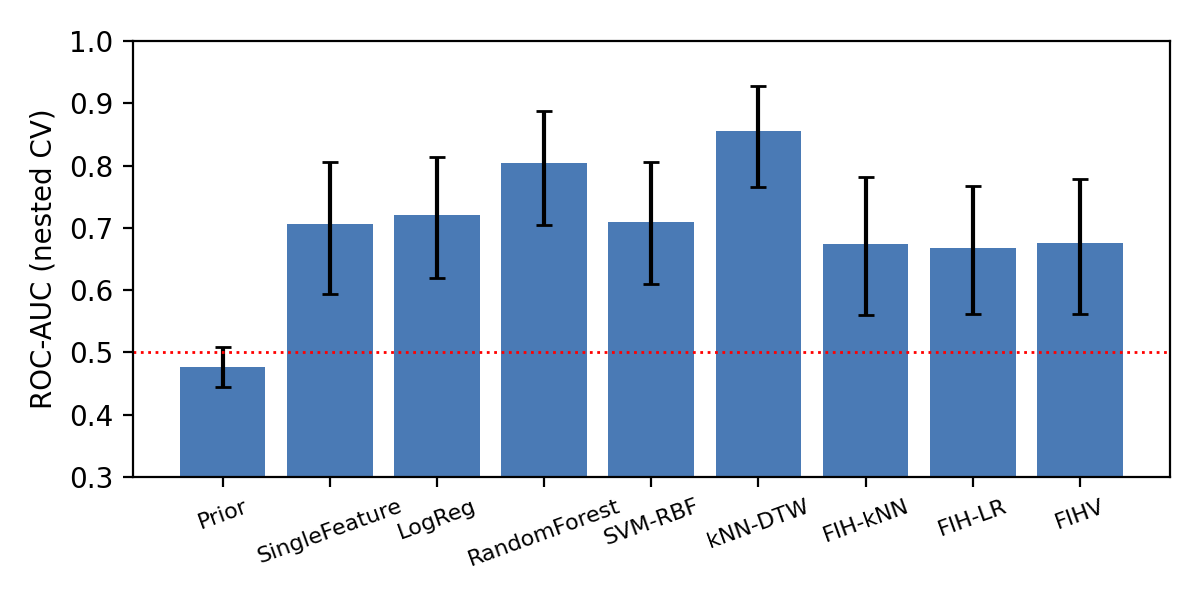 ROC-AUC (nested CV)
1.0
0.9
0.8
0.7
0.6
0.5
0.4
0.3
Prior
SingleFeature
LogReg
RandomForest
SVM-RBF
kNN-DTW
FIH-kNN
FIH-LR
FIHV